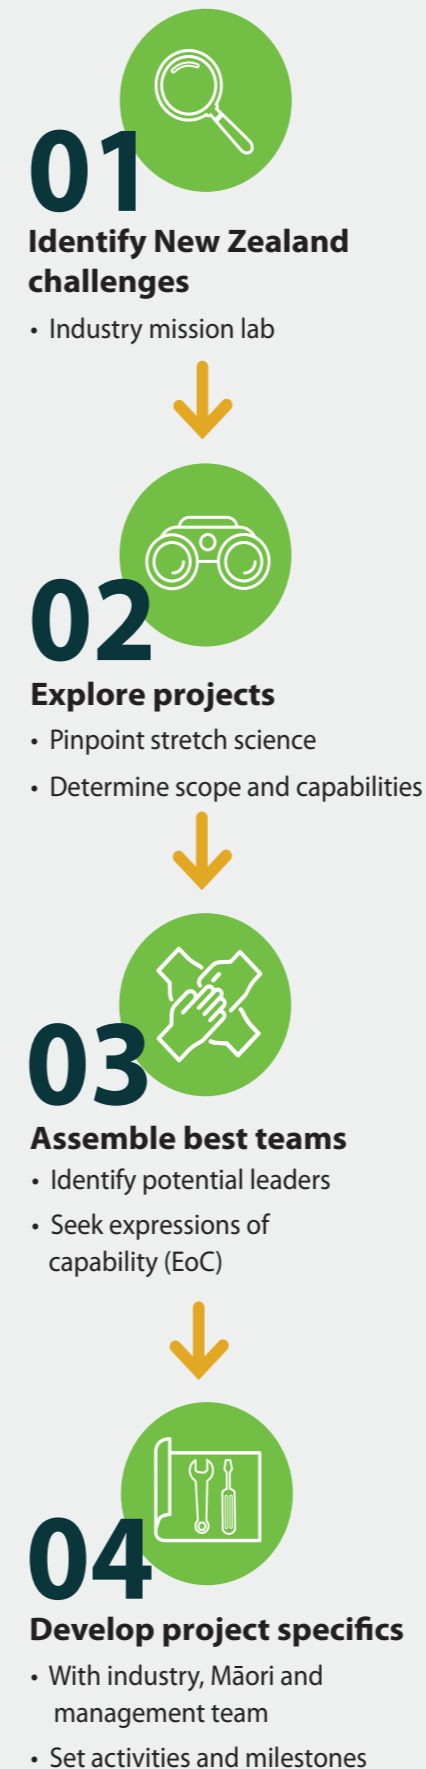 01
Identify New Zealand
challenges
• Industry mission lab
02
Explore projects
• Pinpoint stretch science
• Determine scope and capabilities
03
Assemble best teams
• Identify potential leaders
• Seek expressions of
capability (EoC)
04
Develop project specifics
• With industry, Māori and
management team
• Set activities and milestones